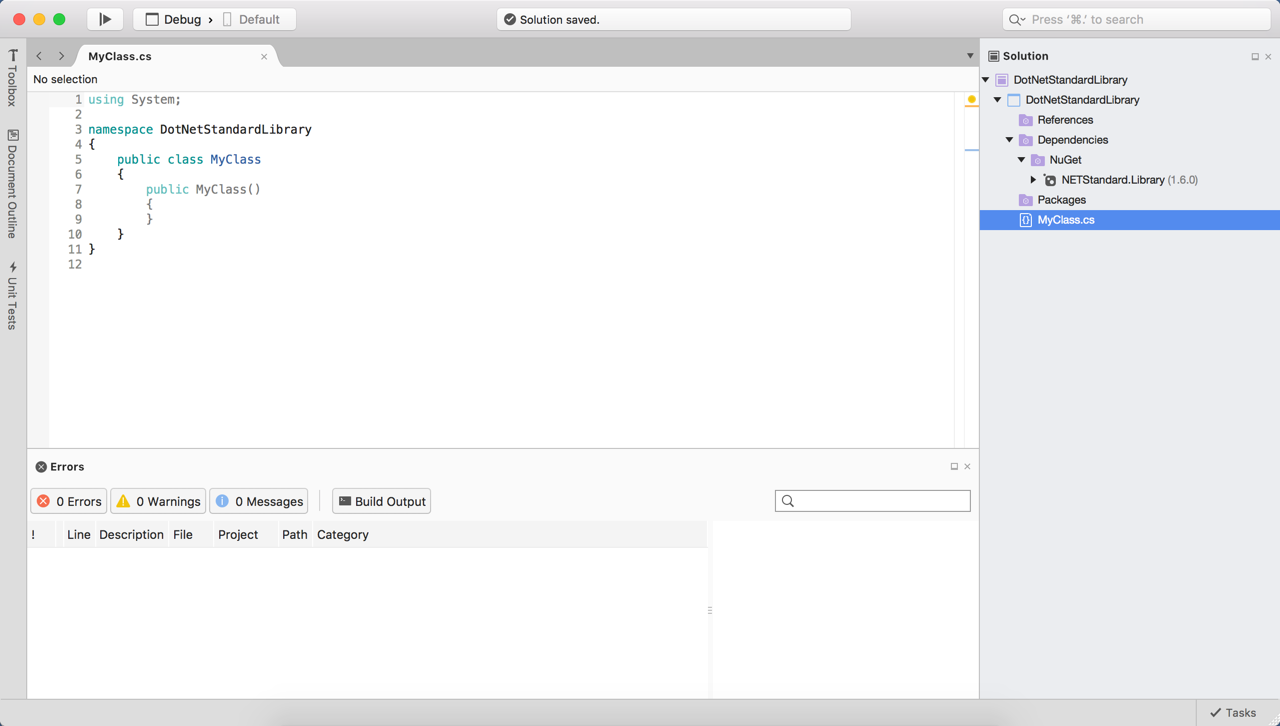 Debug › Default
Solution saved.
Press ‘⌘.’ to search
Toolbox
Document Outline
Unit Tests
MyClass.cs
No selection
1 using System;
2
3 namespace DotNetStandardLibrary
4 {
5 public class MyClass
6 {
7 public MyClass()
8 {
9 }
10 }
11 }
12
Solution
DotNetStandardLibrary
DotNetStandardLibrary
References
Dependencies
NuGet
NETStandard.Library (1.6.0)
Packages
MyClass.cs
Errors
0 Errors 0 Warnings 0 Messages Build Output
! Line Description File Project Path Category
Tasks